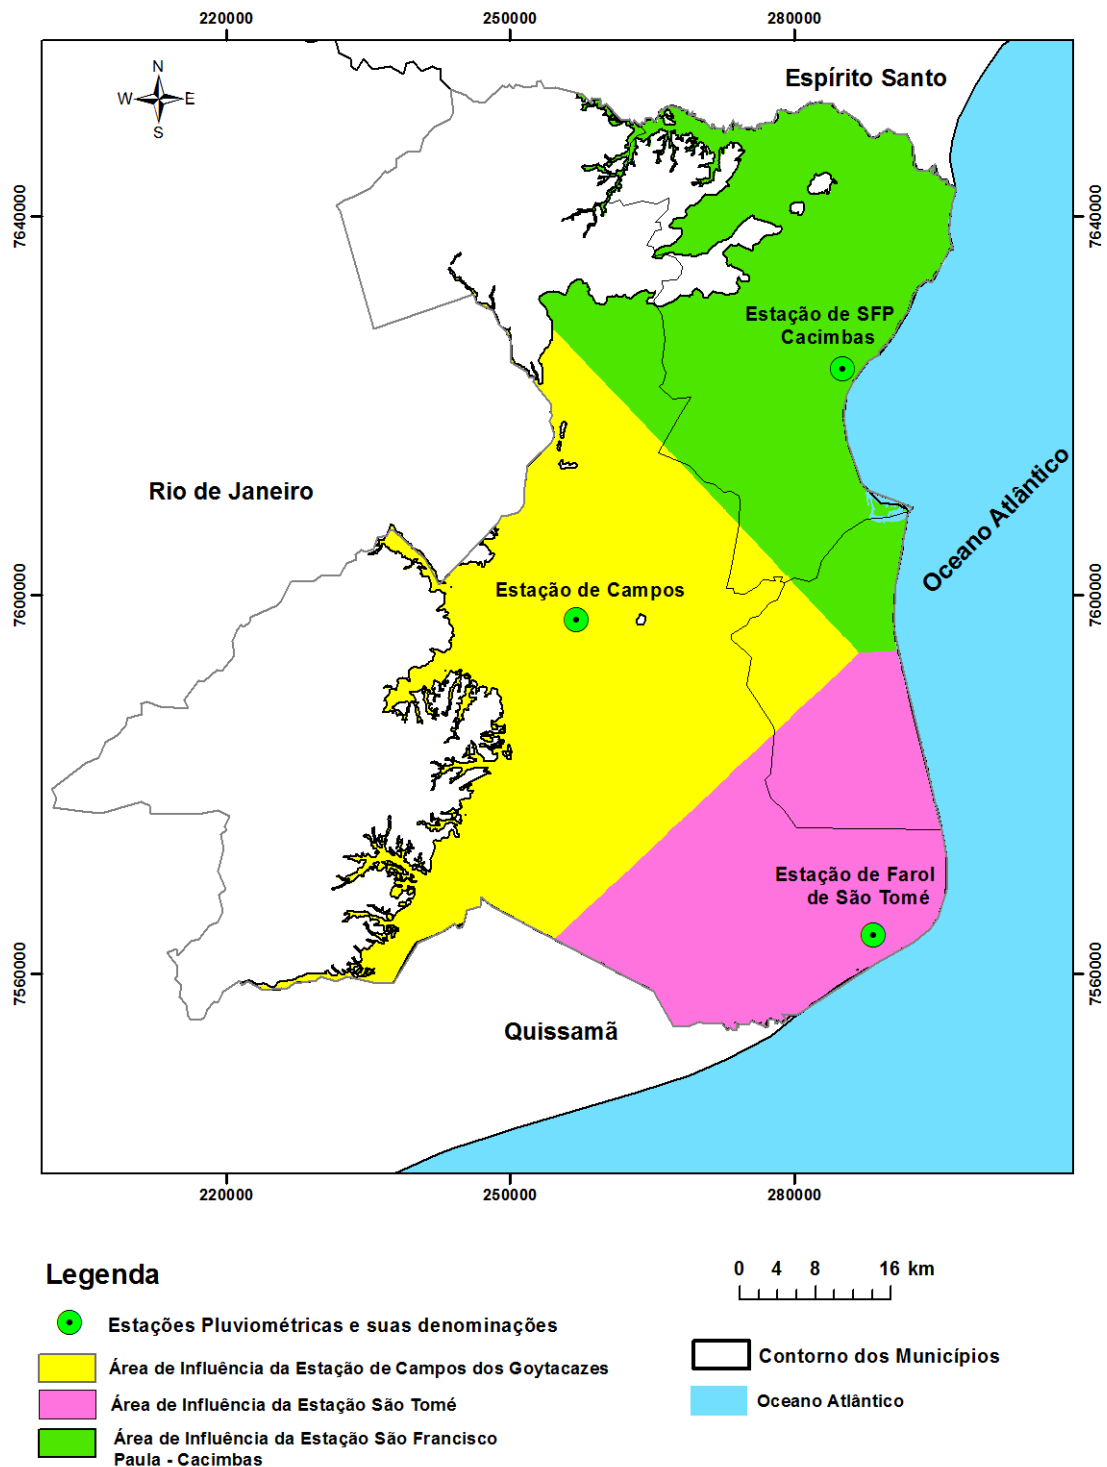 220000
250000
280000
N
W
E
S
Espírito Santo
7640000
7640000
Estação de SFP
Cacimbas
Rio de Janeiro
Oceano Atlântico
7600000
Estação de Campos
7600000
Estação de Farol
de São Tomé
7560000
7560000
Quissamã
220000
250000
280000
Legenda
0 4 8 16 km
Estações Pluviométricas e suas denominações
Área de Influência da Estação de Campos dos Goytacazes
Área de Influência da Estação São Tomé
Área de Influência da Estação São Francisco
Paula - Cacimbas
Contorno dos Municípios
Oceano Atlântico